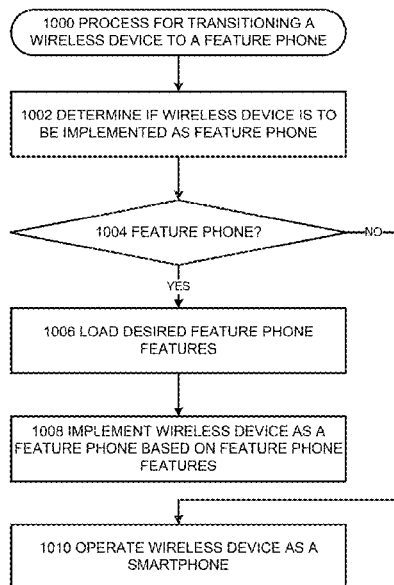 1000 PROCESS FOR TRANSITIONING A
WIRELESS DEVICE TO A FEATURE PHONE
1002 DETERMINE IF WIRELESS DEVICE IS TO
BE IMPLEMENTED AS FEATURE PHONE
1004 FEATURE PHONE?
NO
YES
1006 LOAD DESIRED FEATURE PHONE
FEATURES
1008 IMPLEMENT WIRELESS DEVICE AS A
FEATURE PHONE BASED ON FEATURE PHONE
FEATURES
1010 OPERATE WIRELESS DEVICE AS A
SMARTPHONE